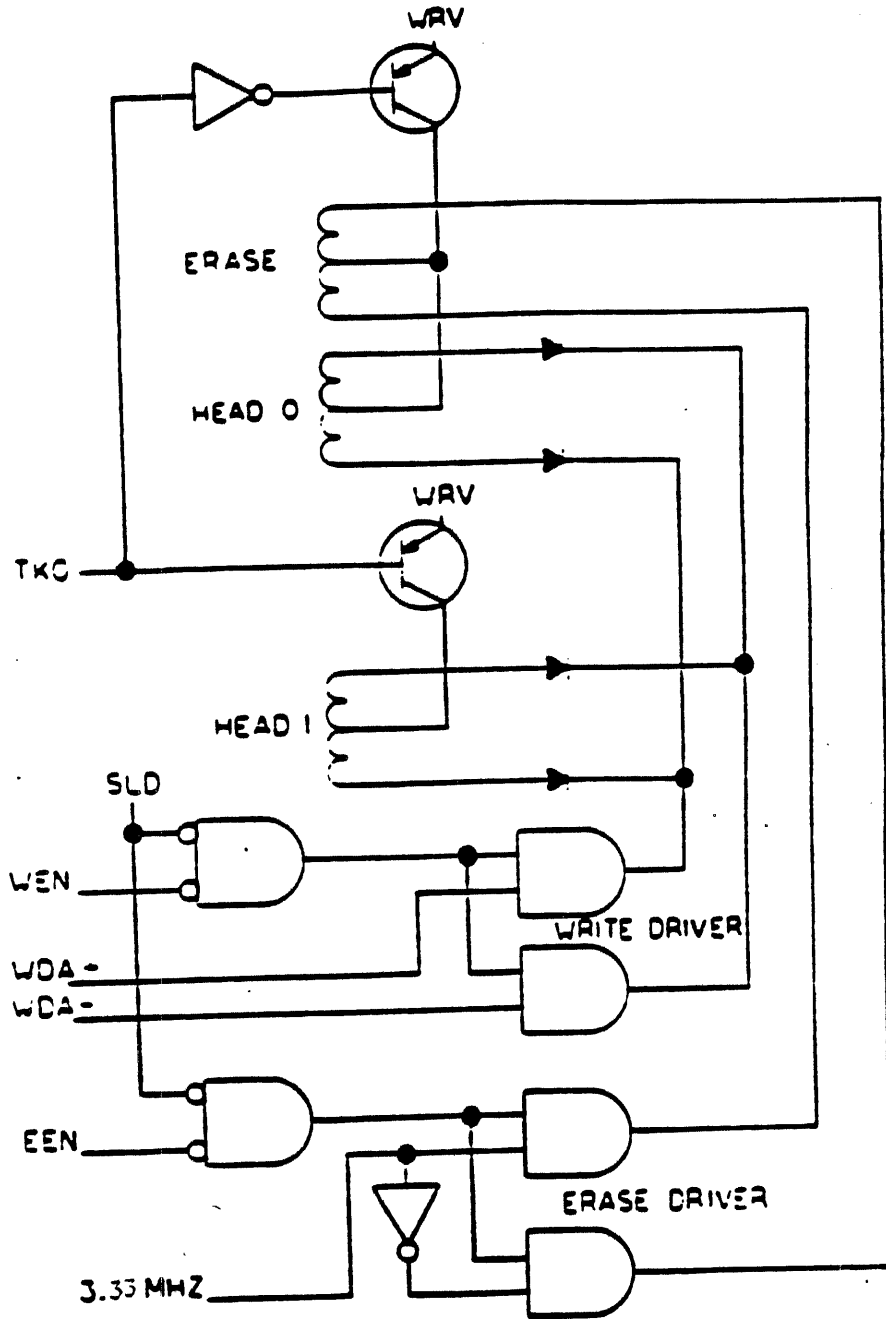 WRV
ERASE
HEAD 0
WRV
TKC
HEAD 1
SLD
WEN
WRITE DRIVER
WDA+
WDA-
EEN
ERASE DRIVER
3.33 MHZ